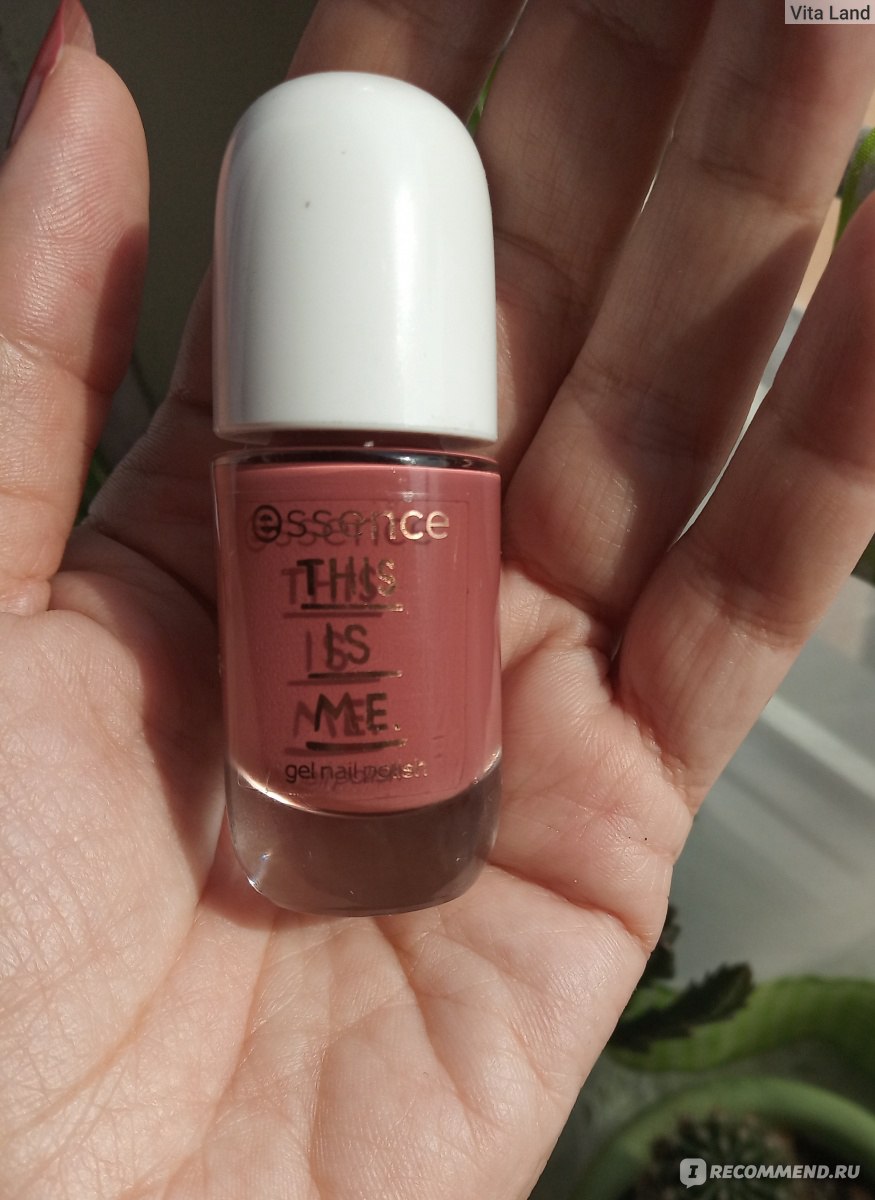 Vita Land
essence
THIS
IS
ME.
gel nail polish
I RECOMMEND.RU